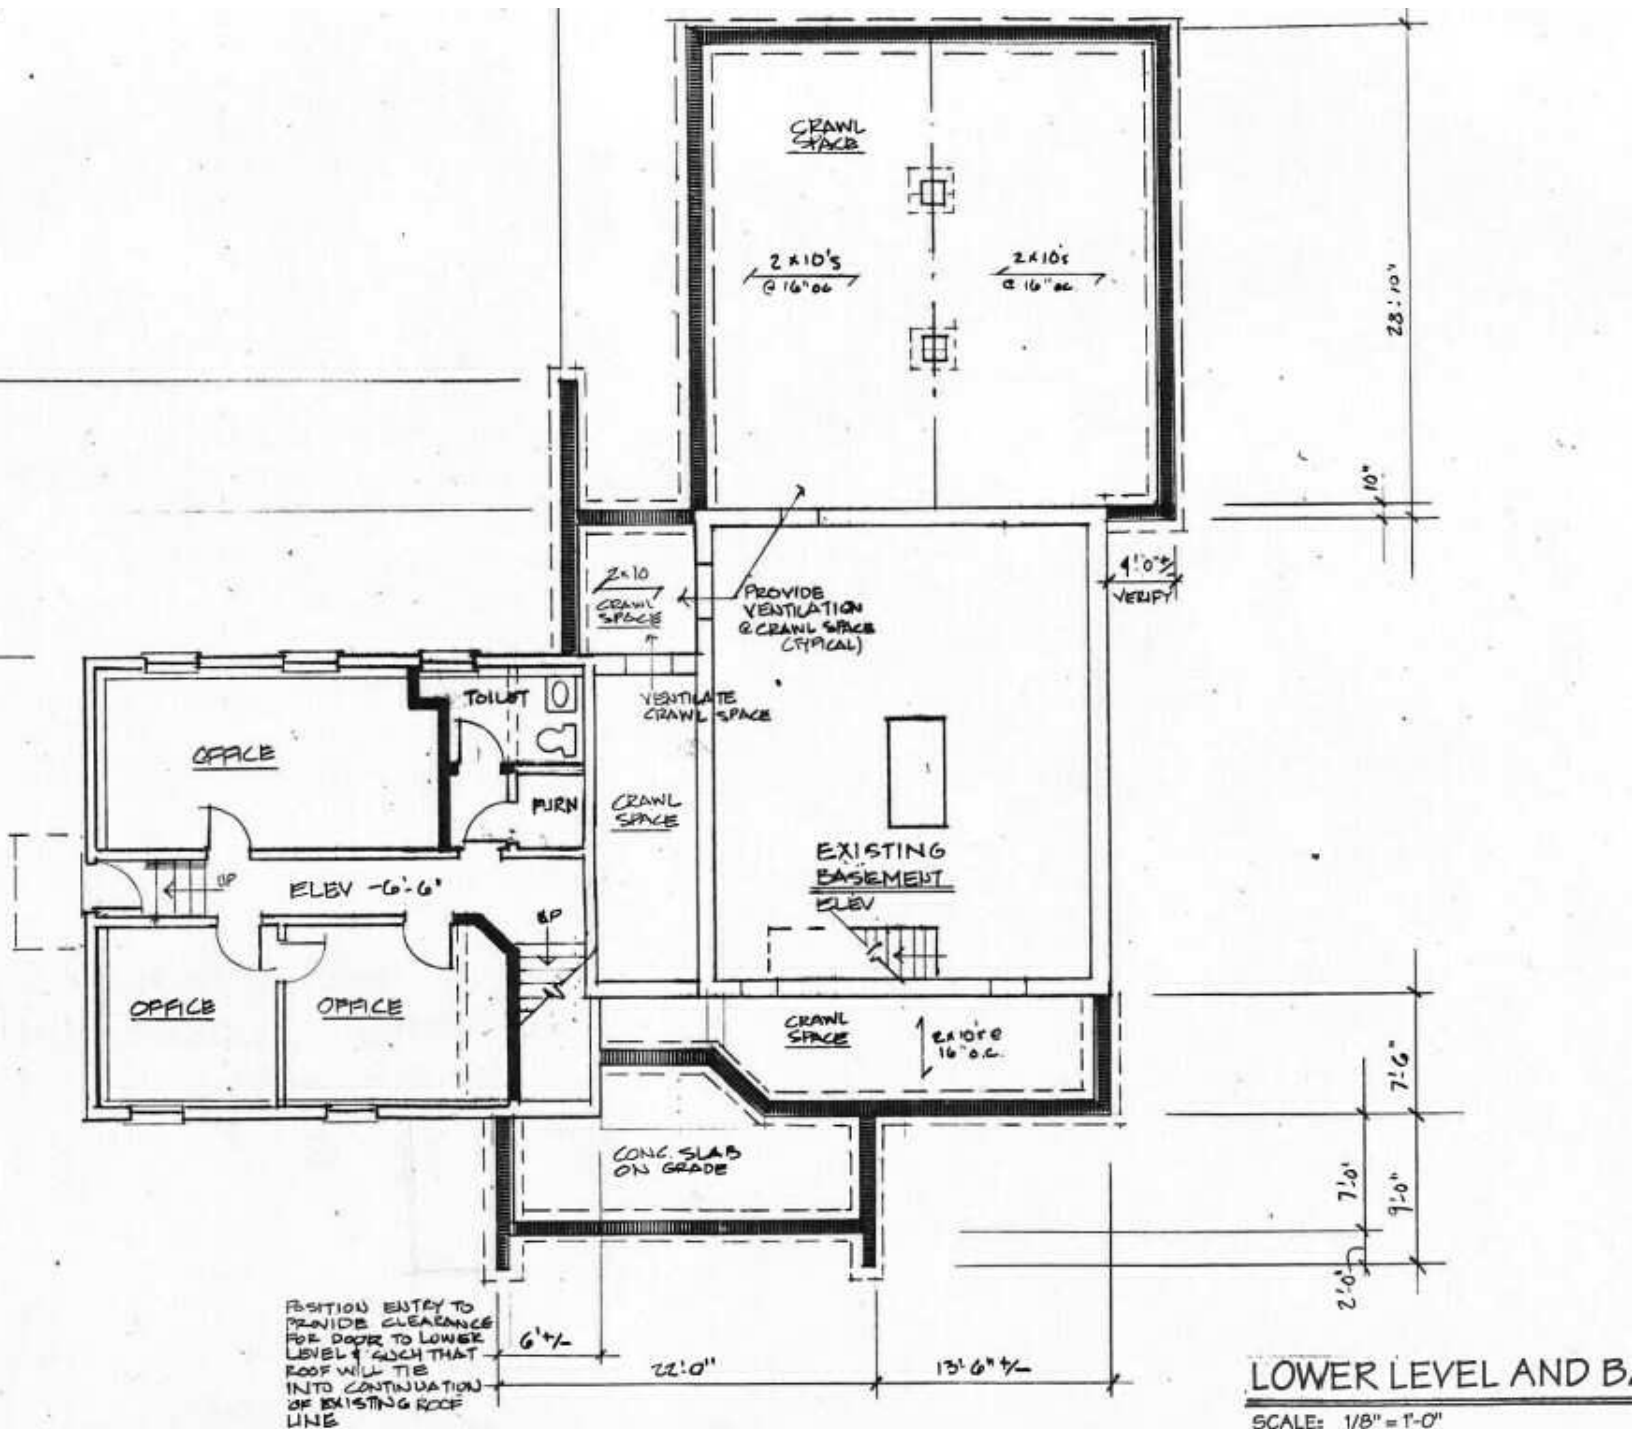 CRAWL
SPACE
2x10's
@ 16" oc
2x10's
@ 16" oc
28'-10"
10"
4'-0" +/-
VERIFY
2x10
CRAWL
SPACE
PROVIDE
VENTILATION
@ CRAWL SPACE
(TYPICAL)
VENTILATE
CRAWL SPACE
TOILET
OFFICE
FURN
CRAWL
SPACE
EXISTING
BASEMENT
ELEV
UP
ELEV -6'-6"
UP
OFFICE
OFFICE
CRAWL
SPACE
2x10's @
16" o.c.
7'-6"
CONC. SLAB
ON GRADE
7'-0"
9'-0"
2'-0"
POSITION ENTRY TO
PROVIDE CLEARANCE
FOR DOOR TO LOWER
LEVEL & SUCH THAT
ROOF WILL TIE
INTO CONTINUATION
OF EXISTING ROOF
LINE
6' +/-
22'-0"
13'-6" +/-
LOWER LEVEL AND BA
SCALE: 1/8" = 1'-0"